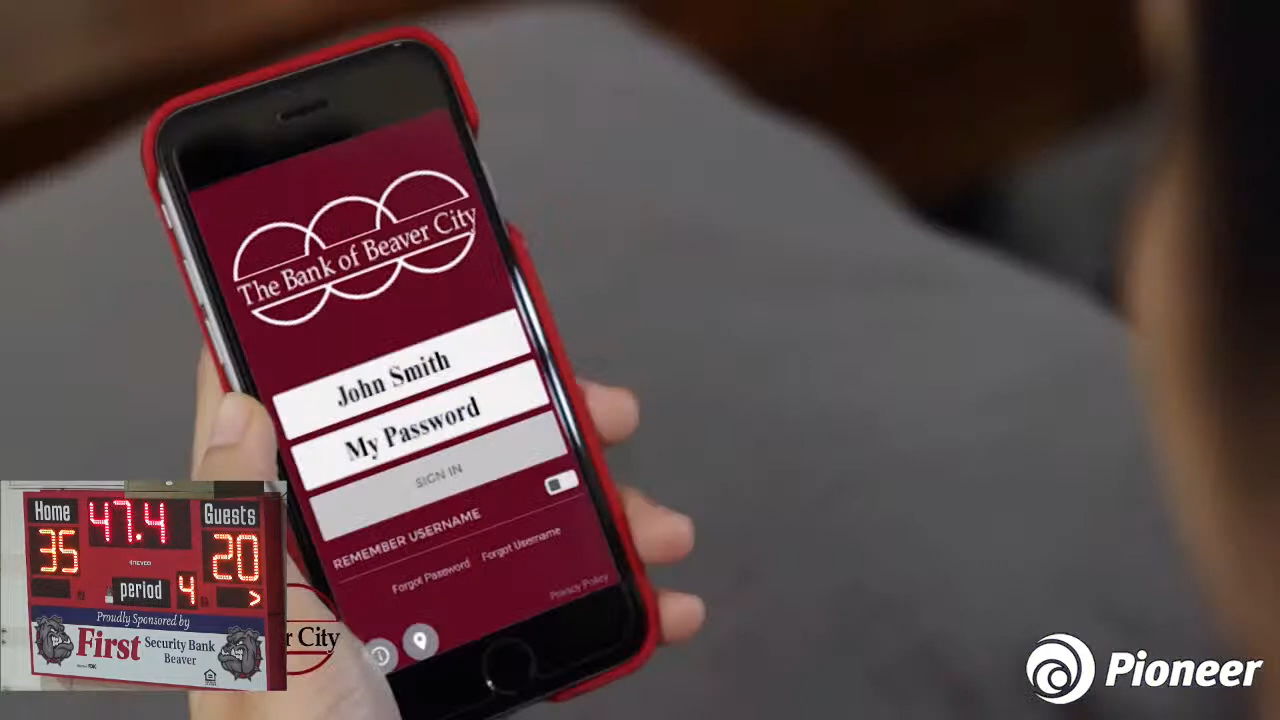 The Bank of Beaver City
John Smith
My Password
SIGN IN
REMEMBER USERNAME
Forgot Password
Forgot Username
Privacy Policy
Home
47.4
Guests
35
20
period
4
>
Proudly Sponsored by
First
Security Bank
Beaver
r City
Pioneer